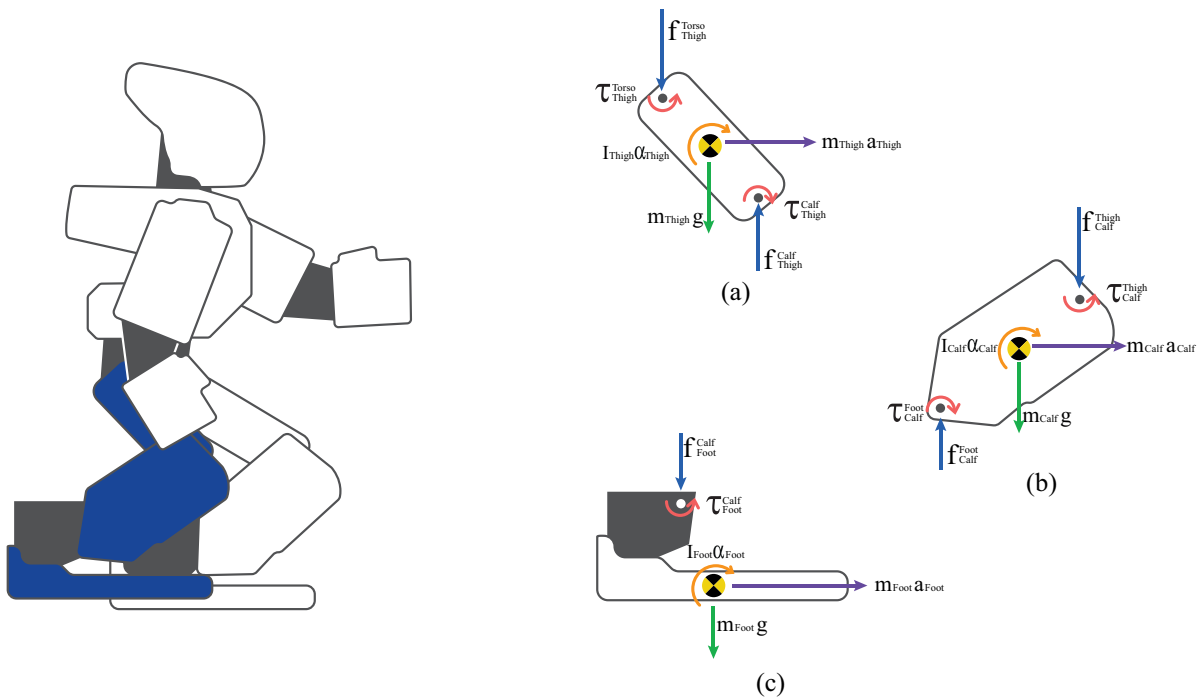 f Torso Thigh
τ Torso Thigh
I Thigh α Thigh
m Thigh a Thigh
m Thigh g
τ Calf Thigh
f Calf Thigh
(a)
f Thigh Calf
τ Thigh Calf
I Calf α Calf
m Calf a Calf
τ Foot Calf
m Calf g
f Foot Calf
(b)
f Calf Foot
τ Calf Foot
I Foot α Foot
m Foot a Foot
m Foot g
(c)